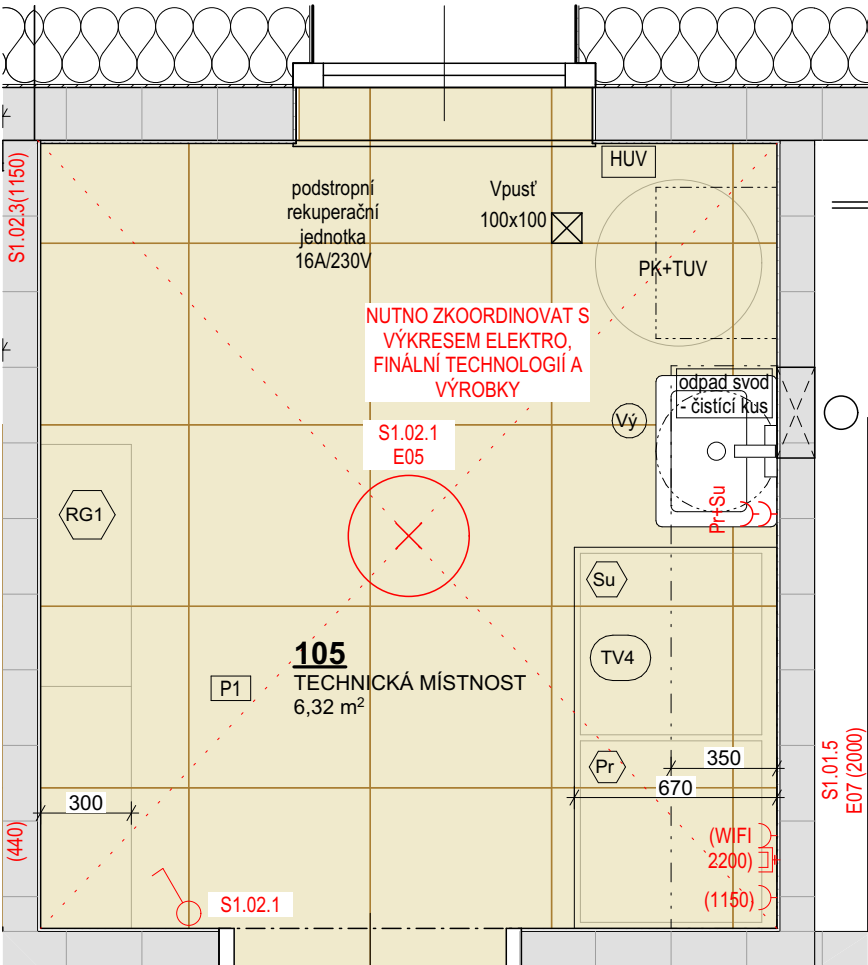 HUV
podstropní
rekuperační
jednotka
16A/230V
Vpusť
100x100
PK+TUV
S1.02.3(1150)
NUTNO ZKOORDINOVAT S
VÝKRESEM ELEKTRO,
FINÁLNÍ TECHNOLOGIÍ A
VÝROBKY
odpad svod
- čistící kus
Vý
S1.02.1
E05
RG1
Pr+Su
Su
TV4
105
TECHNICKÁ MÍSTNOST
6,32 m²
P1
Pr
350
670
S1.01.5
E07 (2000)
300
(440)
(WIFI
2200)
(1150)
S1.02.1